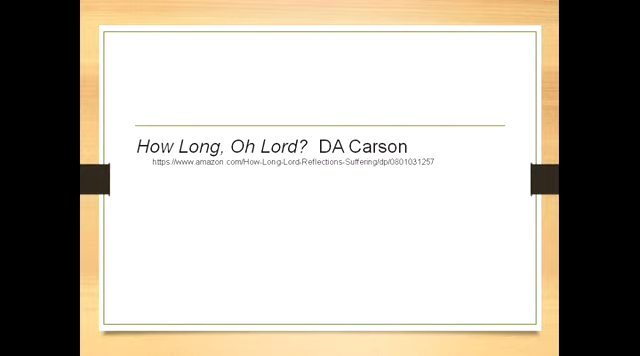 How Long, Oh Lord?  DA Carson
https://www.amazon.com/How-Long-Lord-Reflections-Suffering/dp/0801031257